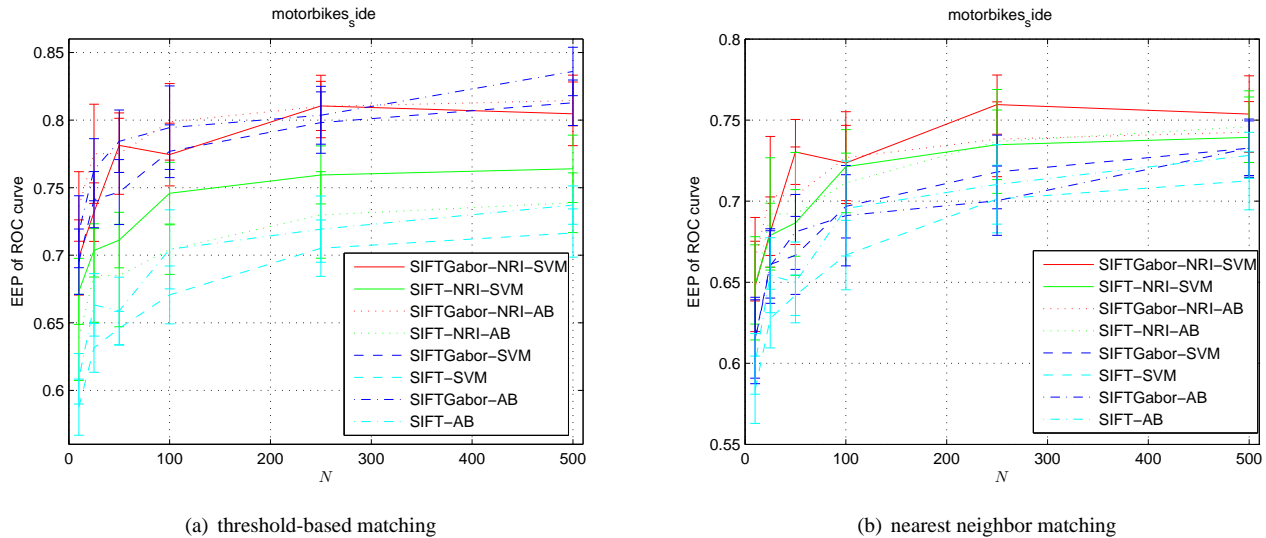 motorbikes_side
0.85
0.8
0.75
0.7
0.65
0.6
EEP of ROC curve
0
100
200
300
400
500
N
SIFTGabor−NRI−SVM
SIFT−NRI−SVM
SIFTGabor−NRI−AB
SIFT−NRI−AB
SIFTGabor−SVM
SIFT−SVM
SIFTGabor−AB
SIFT−AB
(a) threshold-based matching
motorbikes_side
0.8
0.75
0.7
0.65
0.6
0.55
EEP of ROC curve
0
100
200
300
400
500
N
SIFTGabor−NRI−SVM
SIFT−NRI−SVM
SIFTGabor−NRI−AB
SIFT−NRI−AB
SIFTGabor−SVM
SIFT−SVM
SIFTGabor−AB
SIFT−AB
(b) nearest neighbor matching